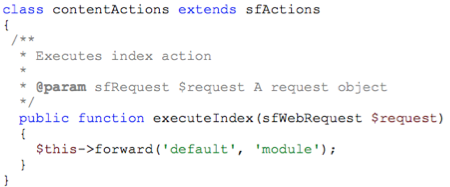 class contentActions extends sfActions
{
 /**
  * Executes index action
  *
  * @param sfRequest $request A request object
  */
  public function executeIndex(sfWebRequest $request)
  {
    $this->forward('default', 'module');
  }
}